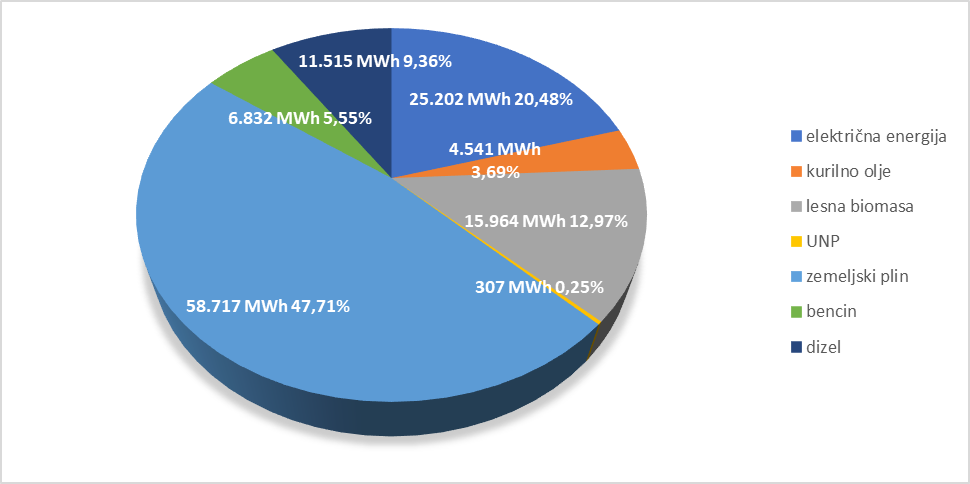 11.515 MWh 9,36%
25.202 MWh 20,48%
6.832 MWh 5,55%
4.541 MWh
3,69%
15.964 MWh 12,97%
307 MWh 0,25%
58.717 MWh 47,71%
električna energija
kurilno olje
lesna biomasa
UNP
zemeljski plin
bencin
dizel